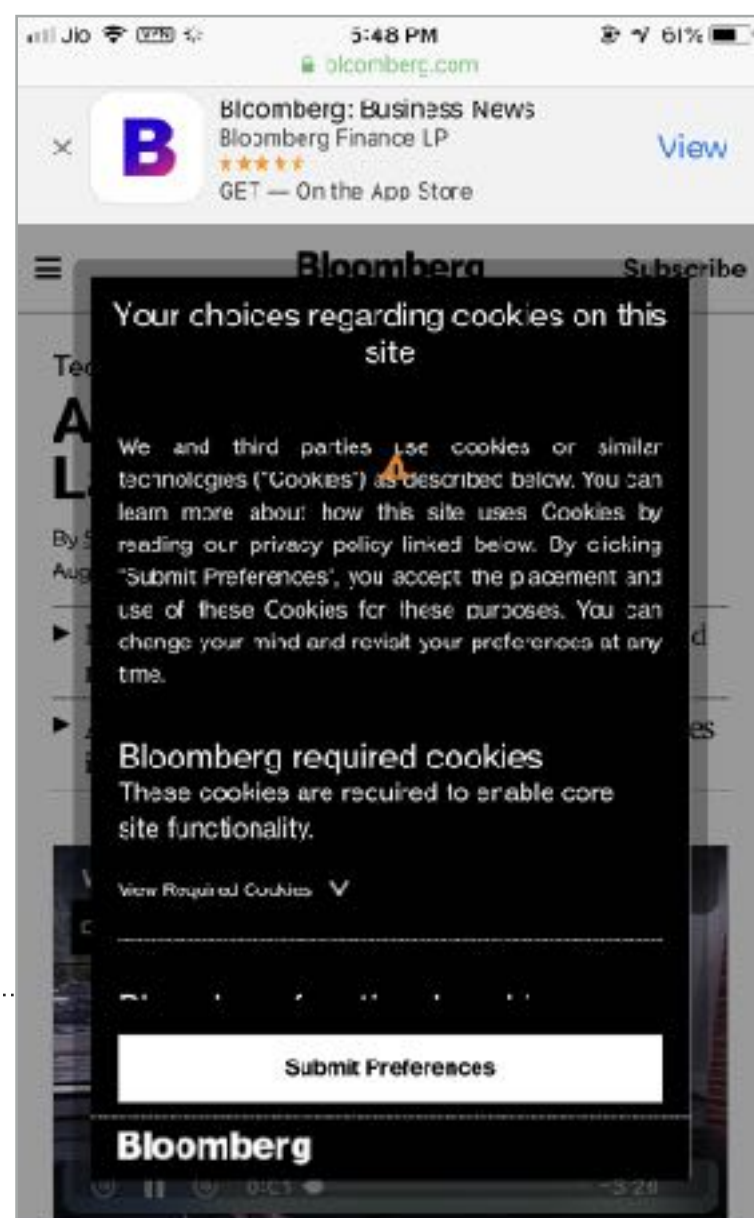 Jio VPN 5:48 PM 61%
bloomberg.com
Bloomberg: Business News
Bloomberg Finance LP
View
GET — On the App Store
Bloomberg Subscribe
Your choices regarding cookies on this
site
We and third parties use cookies or similar
technologies ("Cookies") as described below. You can
learn more about how this site uses Cookies by
reading our privacy policy linked below. By clicking
"Submit Preferences", you accept the placement and
use of these Cookies for these purposes. You can
change your mind and revisit your preferences at any
time.
Bloomberg required cookies
These cookies are required to enable core
site functionality.
View Required Cookies
Submit Preferences
Bloomberg